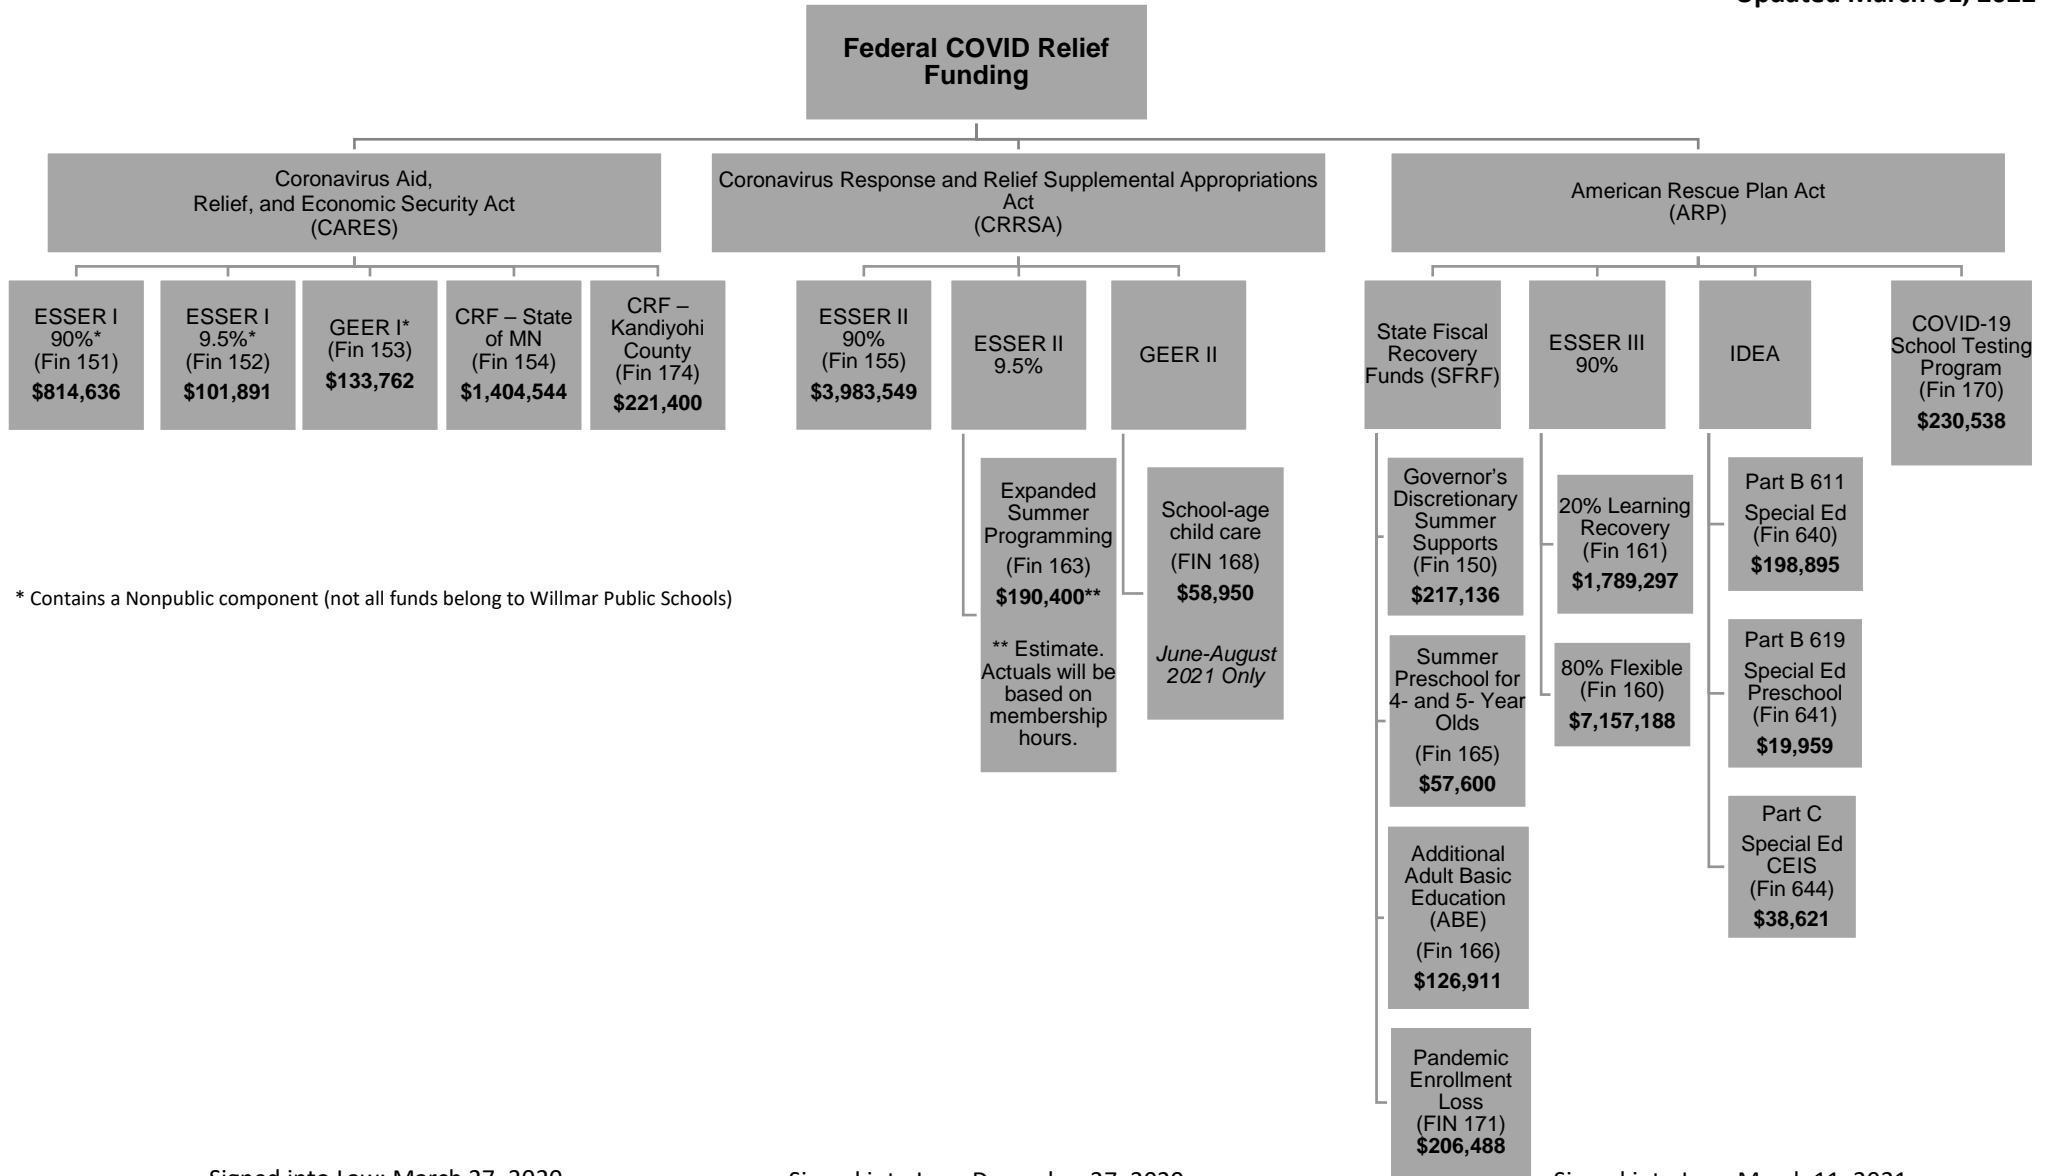 Updated March 31, 2022
Federal COVID Relief
Funding
Coronavirus Aid,
Relief, and Economic Security Act
(CARES)
Coronavirus Response and Relief Supplemental Appropriations
Act
(CRRSA)
American Rescue Plan Act
(ARP)
ESSER I
90%*
(Fin 151)
$814,636
ESSER I
9.5%*
(Fin 152)
$101,891
GEER I*
(Fin 153)
$133,762
CRF – State
of MN
(Fin 154)
$1,404,544
CRF –
Kandiyohi
County
(Fin 174)
$221,400
ESSER II
90%
(Fin 155)
$3,983,549
ESSER II
9.5%
GEER II
State Fiscal
Recovery
Funds (SFRF)
ESSER III
90%
IDEA
COVID-19
School Testing
Program
(Fin 170)
$230,538
Expanded
Summer
Programming
(Fin 163)
$190,400**
** Estimate.
Actuals will be
based on
membership
hours.
School-age
child care
(FIN 168)
$58,950
June-August
2021 Only
Governor’s
Discretionary
Summer
Supports
(Fin 150)
$217,136
Summer
Preschool for
4- and 5- Year
Olds
(Fin 165)
$57,600
Additional
Adult Basic
Education
(ABE)
(Fin 166)
$126,911
Pandemic
Enrollment
Loss
(FIN 171)
$206,488
20% Learning
Recovery
(Fin 161)
$1,789,297
80% Flexible
(Fin 160)
$7,157,188
Part B 611
Special Ed
(Fin 640)
$198,895
Part B 619
Special Ed
Preschool
(Fin 641)
$19,959
Part C
Special Ed
CEIS
(Fin 644)
$38,621
* Contains a Nonpublic component (not all funds belong to Willmar Public Schools)
Signed into Law: March 27, 2020
Signed into Law: December 27, 2020
Signed into Law: March 11, 2021